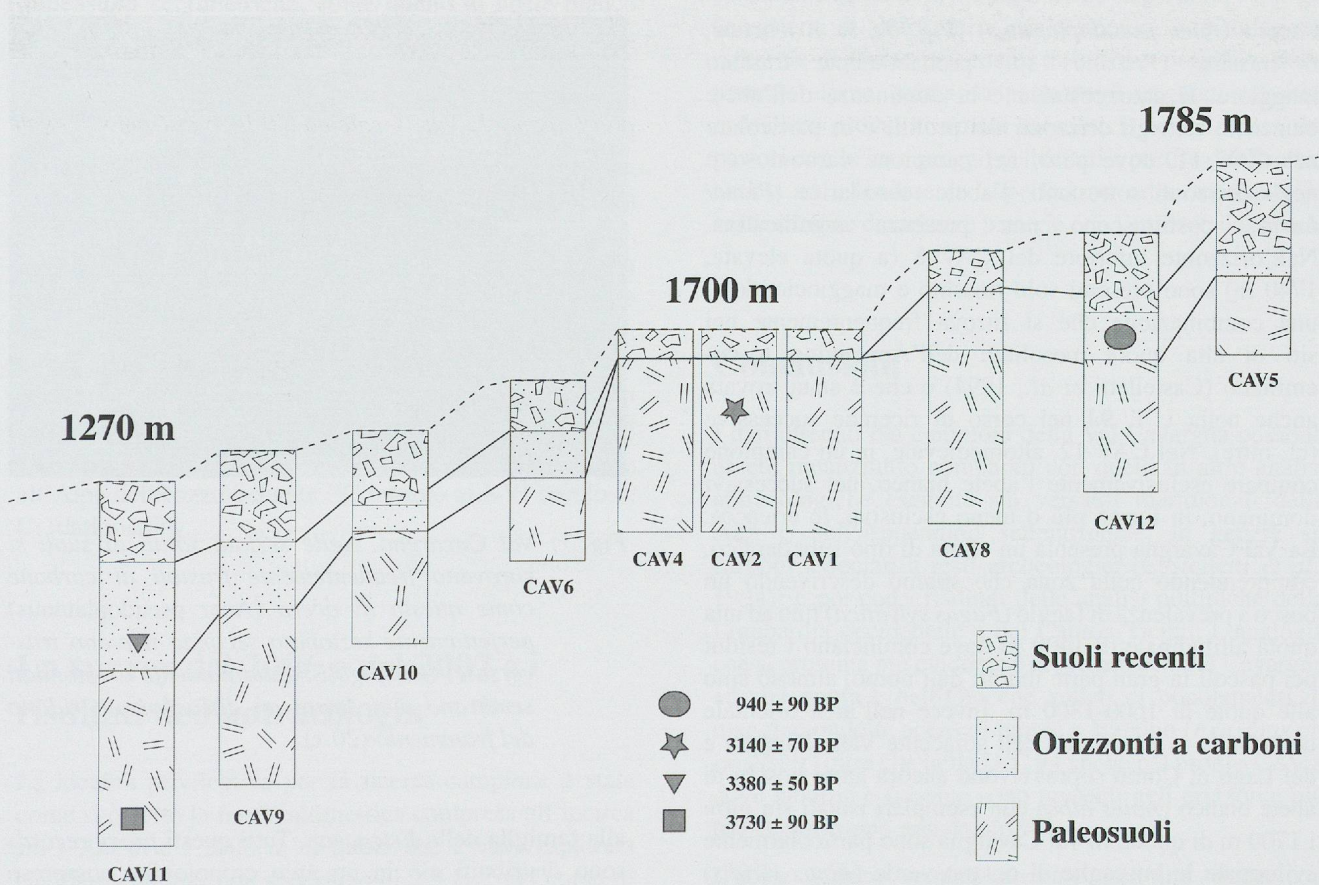 1785 m
1700 m
1270 m
CAV5
CAV12
CAV8
CAV4 CAV2 CAV1
CAV6
CAV10
CAV9
CAV11
940 ± 90 BP
3140 ± 70 BP
3380 ± 50 BP
3730 ± 90 BP
Suoli recenti
Orizzonti a carboni
Paleosuoli